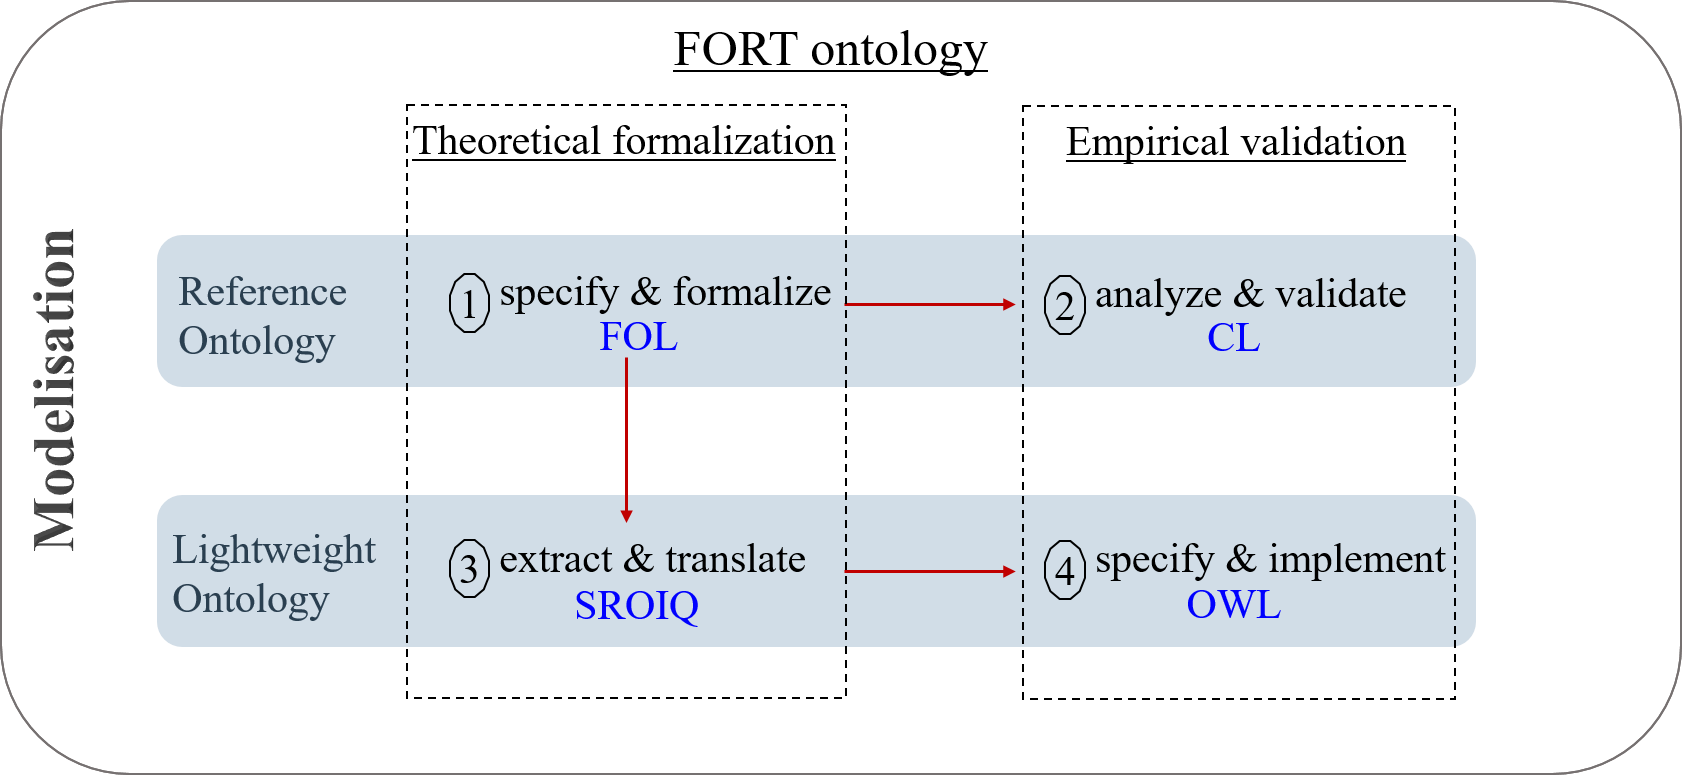 FORT ontology
Theoretical formalization
Empirical validation
Modelisation
Reference
Ontology
1 specify & formalize
FOL
2 analyze & validate
CL
Lightweight
Ontology
3 extract & translate
SROIQ
4 specify & implement
OWL